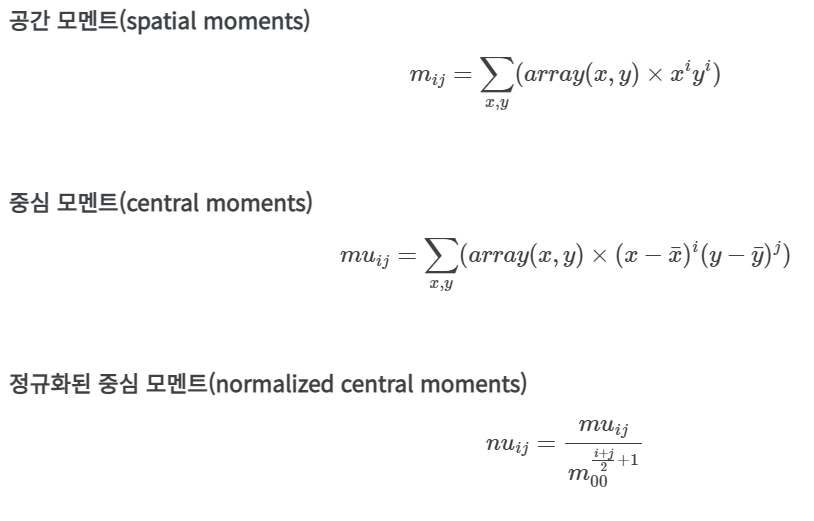 공간 모멘트(spatial moments)
m_{ij} = \sum_{x,y} (array(x, y) × x^i y^i)
중심 모멘트(central moments)
mu_{ij} = \sum_{x,y} (array(x, y) × (x − \bar{x})^i (y − \bar{y})^j)
정규화된 중심 모멘트(normalized central moments)
nu_{ij} = \frac{mu_{ij}}{m_{00}^{\frac{i+j}{2}+1}}